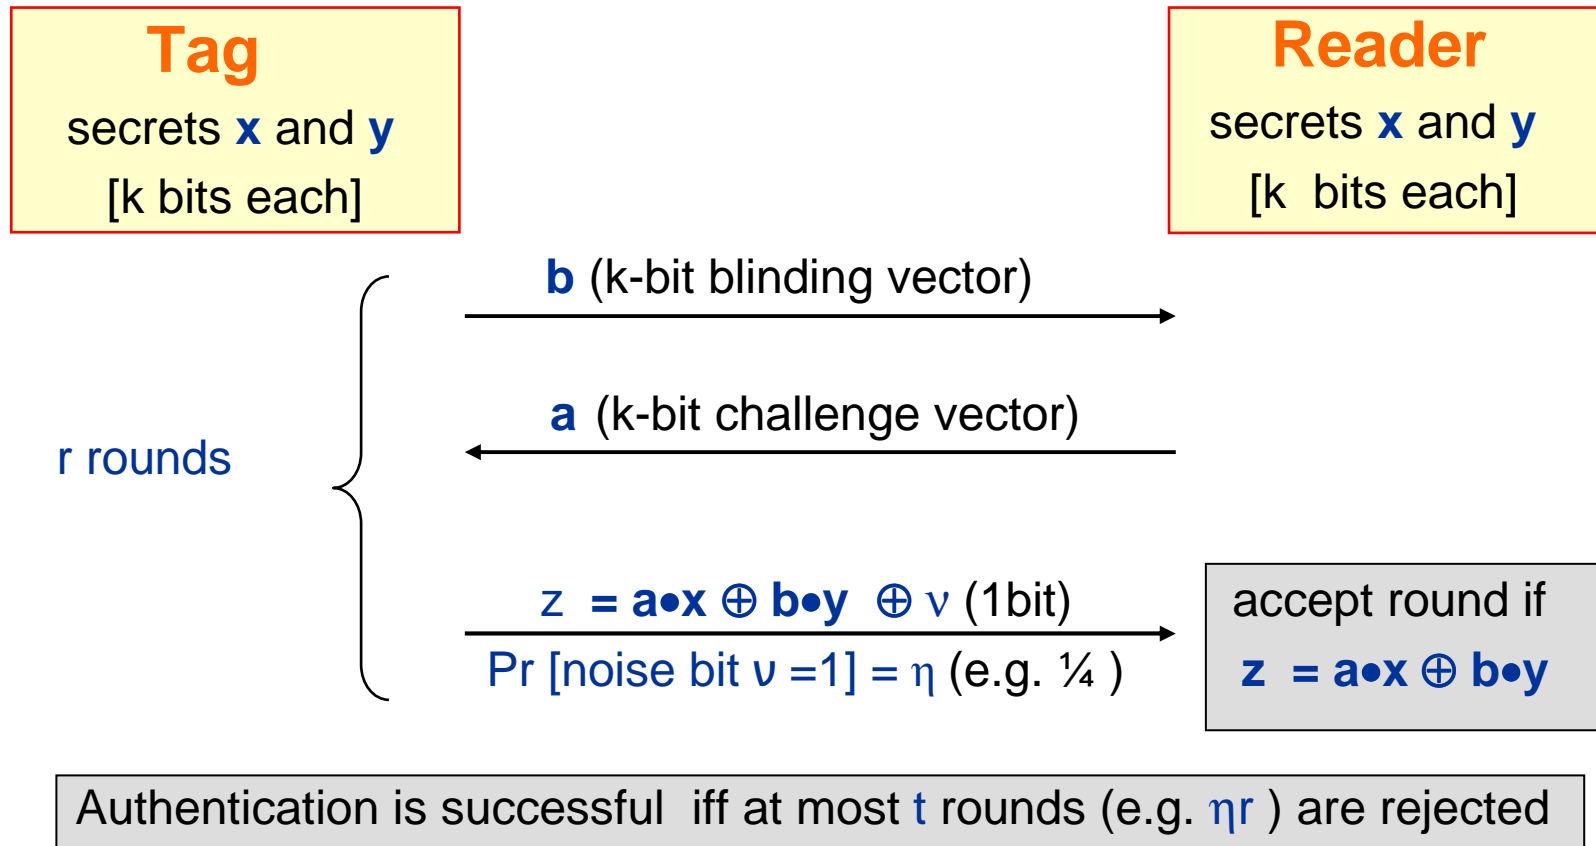 Tag
secrets x and y
[k bits each]
Reader
secrets x and y
[k bits each]
b (k-bit blinding vector)
a (k-bit challenge vector)
r rounds
z = a•x ⊕ b•y ⊕ ν (1bit)
Pr [noise bit ν =1] = η (e.g. ¼ )
accept round if
z = a•x ⊕ b•y
Authentication is successful iff at most t rounds (e.g. ηr ) are rejected